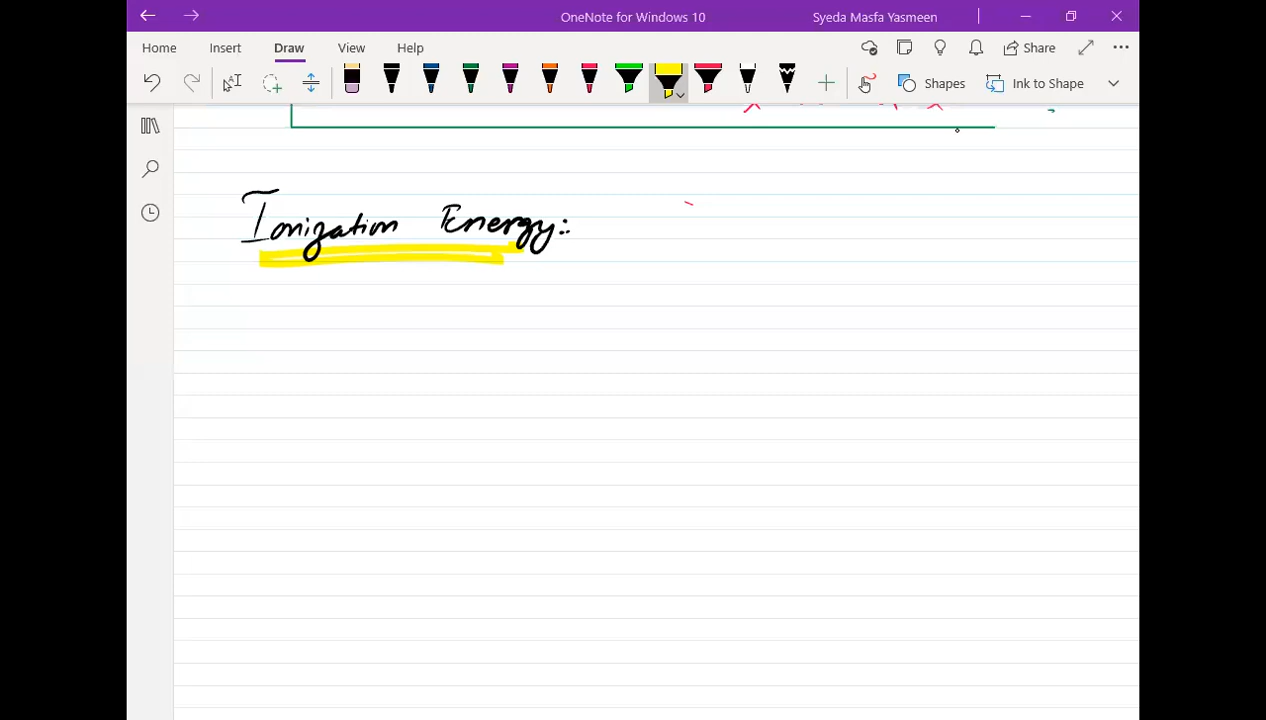 OneNote for Windows 10
Syeda Masfa Yasmeen
Home Insert Draw View Help
Share
Shapes
Ink to Shape
Ionization Energy: